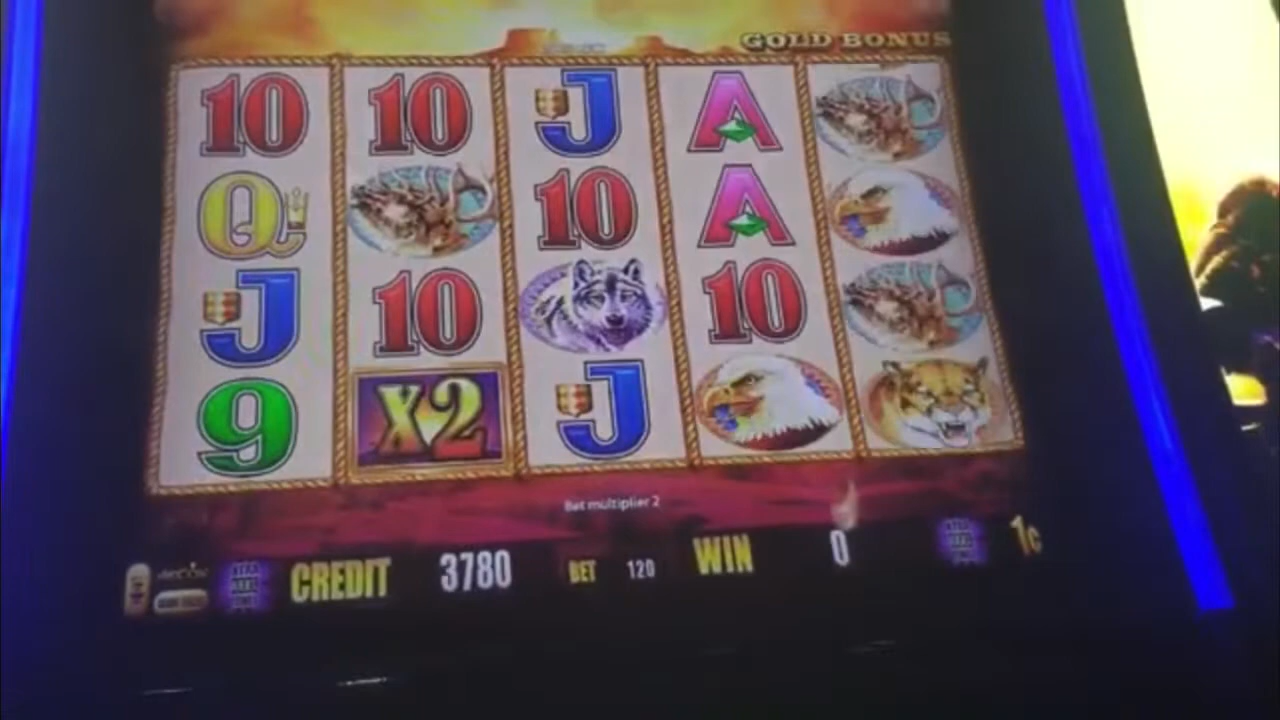 GOLD BONUS
10 10 J A
Q 10 A
J 10 10
9 X2 J
Bet multiplier 2
CREDIT 3780 BET 120 WIN 0 1c